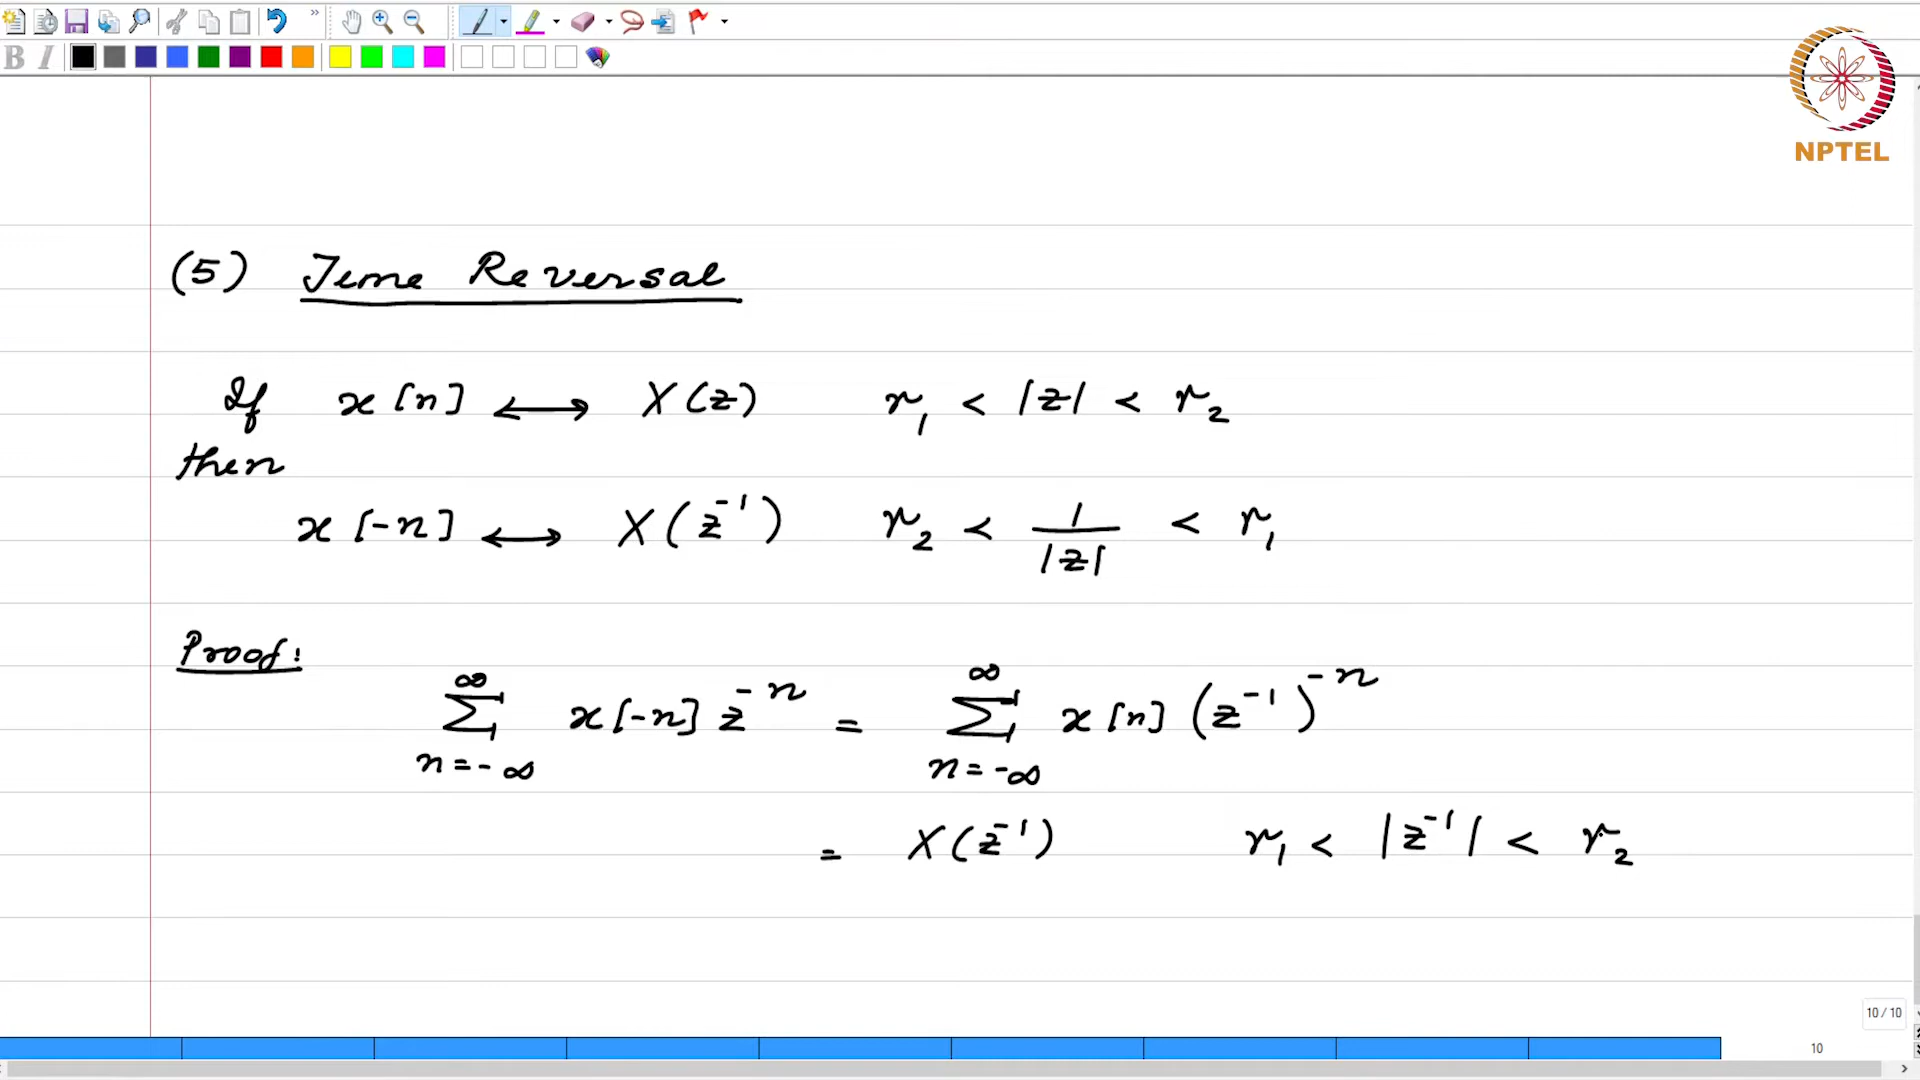 NPTEL
(5) Time Reversal
If x[n] ⟷ X(z) r₁ < |z| < r₂
then
x[-n] ⟷ X(z⁻¹) r₂ < 1/|z| < r₁
Proof:
∑_{n=-∞}^{∞} x[-n] z^{-n} = ∑_{n=-∞}^{∞} x[n] (z⁻¹)^{-n}
= X(z⁻¹) r₁ < |z⁻¹| < r₂
10 / 10
10